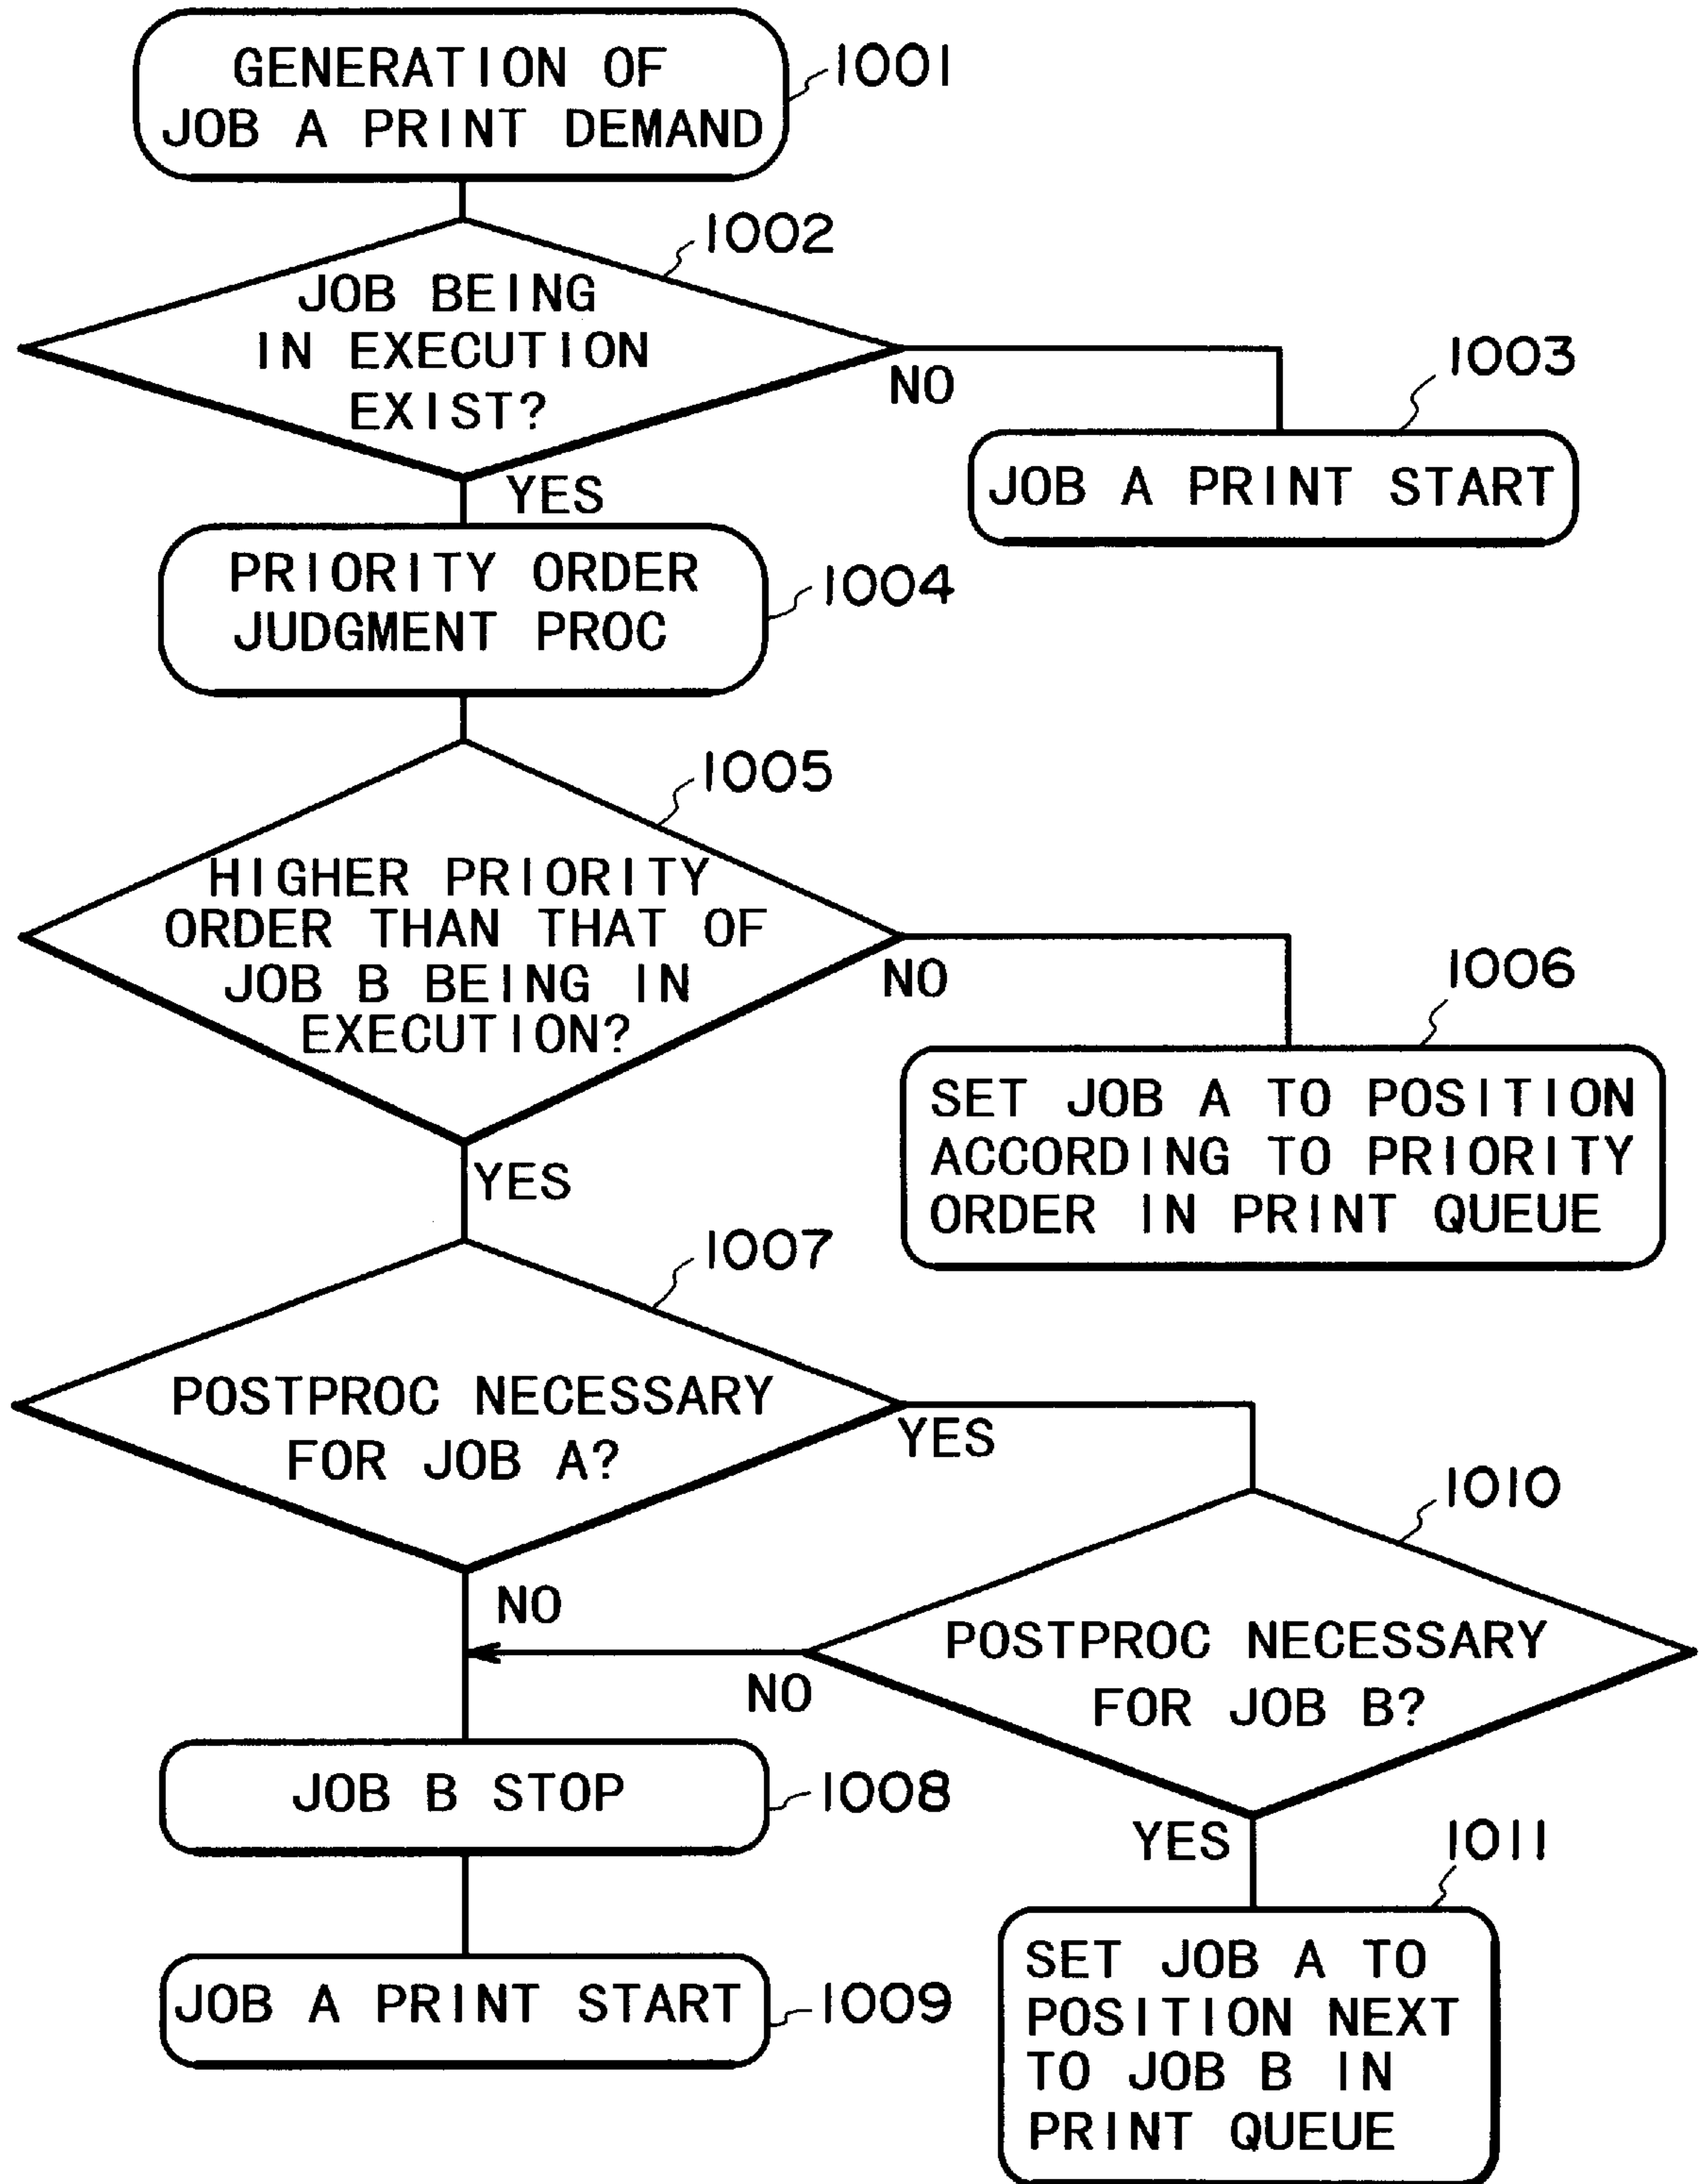 GENERATION OF
JOB A PRINT DEMAND
1001
1002
JOB BEING
IN EXECUTION
EXIST?
NO
1003
JOB A PRINT START
YES
PRIORITY ORDER
JUDGMENT PROC
1004
1005
HIGHER PRIORITY
ORDER THAN THAT OF
JOB B BEING IN
EXECUTION?
NO
1006
SET JOB A TO POSITION
ACCORDING TO PRIORITY
ORDER IN PRINT QUEUE
YES
1007
POSTPROC NECESSARY
FOR JOB A?
YES
1010
NO
POSTPROC NECESSARY
FOR JOB B?
NO
JOB B STOP
1008
YES
1011
JOB A PRINT START
1009
SET JOB A TO
POSITION NEXT
TO JOB B IN
PRINT QUEUE